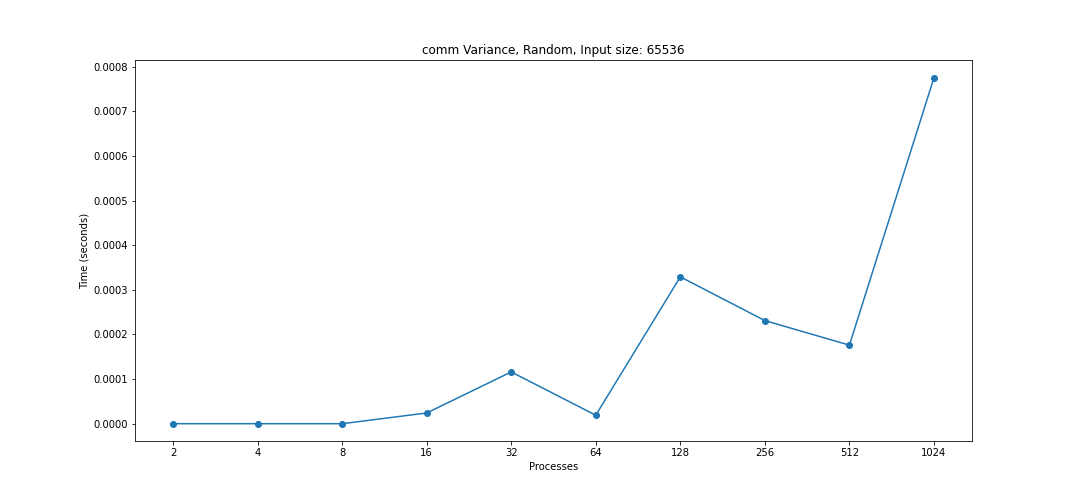 comm Variance, Random, Input size: 65536
0.0008
0.0007
0.0006
0.0005
0.0004
0.0003
0.0002
0.0001
0.0000
Time (seconds)
2 4 8 16 32 64 128 256 512 1024
Processes